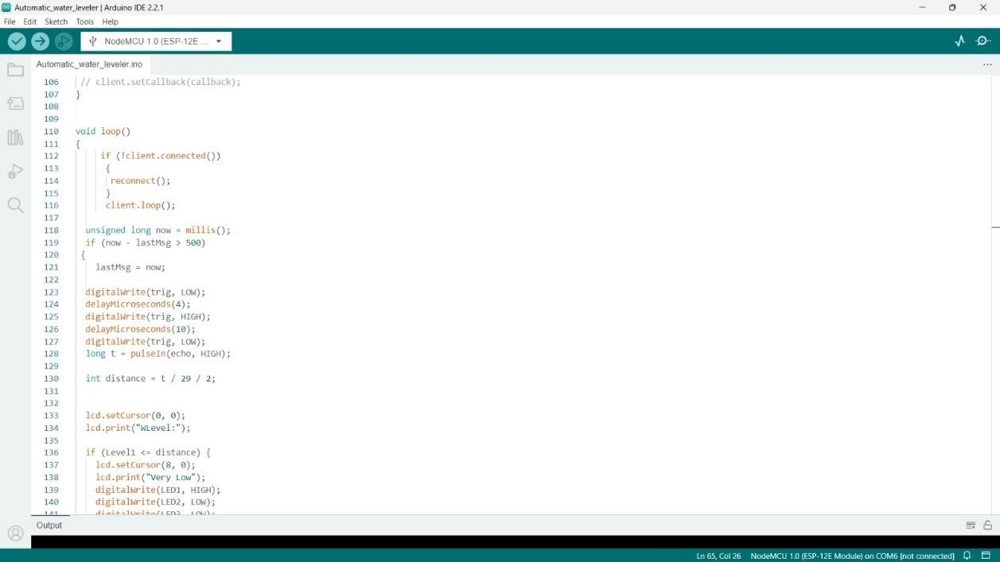 Automatic_water_leveler | Arduino IDE 2.2.1
File Edit Sketch Tools Help
NodeMCU 1.0 (ESP-12E ...
Automatic_water_leveler.ino
106 // client.setCallback(callback);
107 }
108
109
110 void loop()
111 {
112 if (!client.connected())
113 {
114 reconnect();
115 }
116 client.loop();
117
118 unsigned long now = millis();
119 if (now - lastMsg > 500)
120 {
121 lastMsg = now;
122
123 digitalWrite(trig, LOW);
124 delayMicroseconds(4);
125 digitalWrite(trig, HIGH);
126 delayMicroseconds(10);
127 digitalWrite(trig, LOW);
128 long t = pulseIn(echo, HIGH);
129
130 int distance = t / 29 / 2;
131
132
133 lcd.setCursor(0, 0);
134 lcd.print("WLevel:");
135
136 if (Level1 <= distance) {
137 lcd.setCursor(8, 0);
138 lcd.print("Very Low");
139 digitalWrite(LED1, HIGH);
140 digitalWrite(LED2, LOW);
141 digitalWrite(LED3, LOW);
Output
Ln 65, Col 26 NodeMCU 1.0 (ESP-12E Module) on COM6 [not connected]